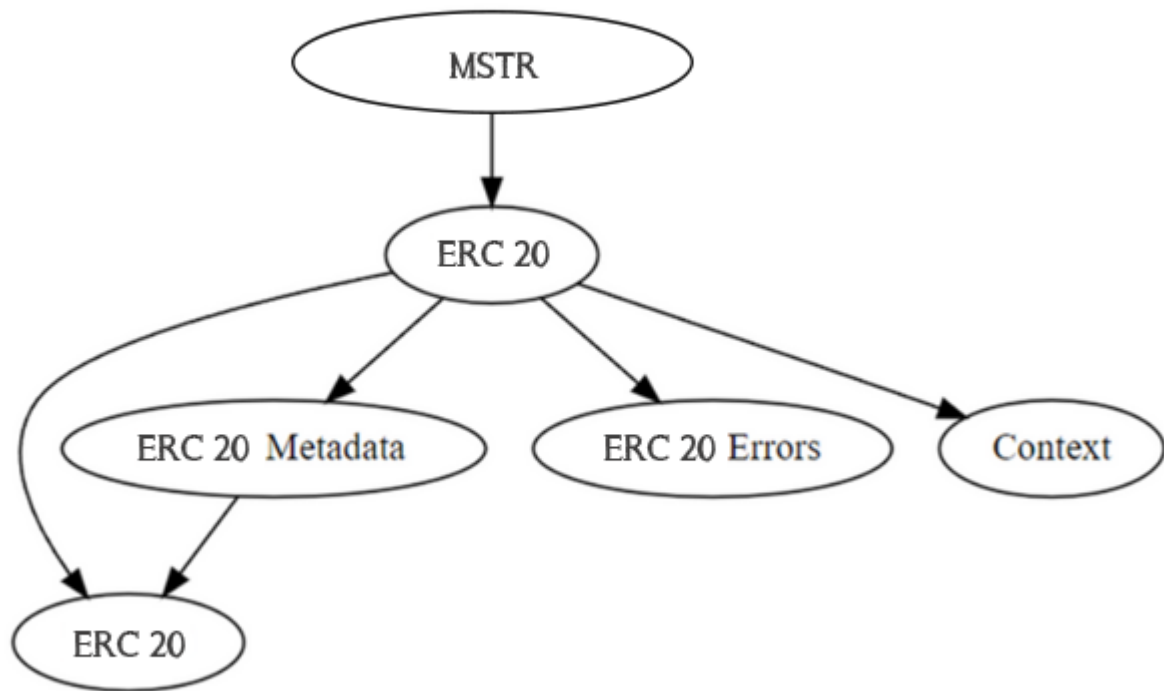 MSTR
ERC 20
ERC 20 Metadata
ERC 20 Errors
Context
ERC 20